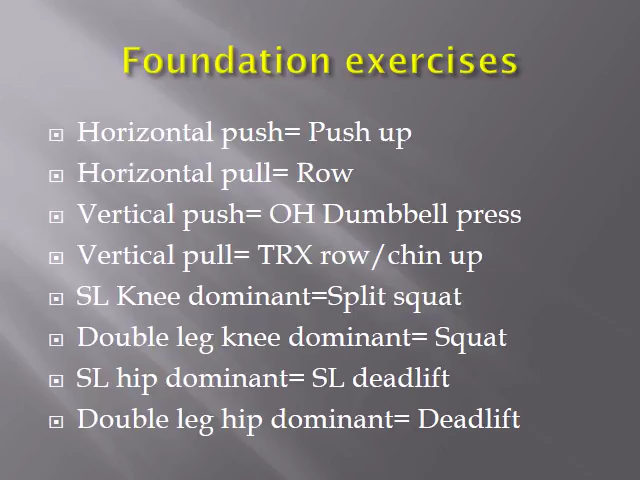 Foundation exercises
Horizontal push= Push up
Horizontal pull= Row
Vertical push= OH Dumbbell press
Vertical pull= TRX row/chin up
SL Knee dominant=Split squat
Double leg knee dominant= Squat
SL hip dominant= SL deadlift
Double leg hip dominant= Deadlift